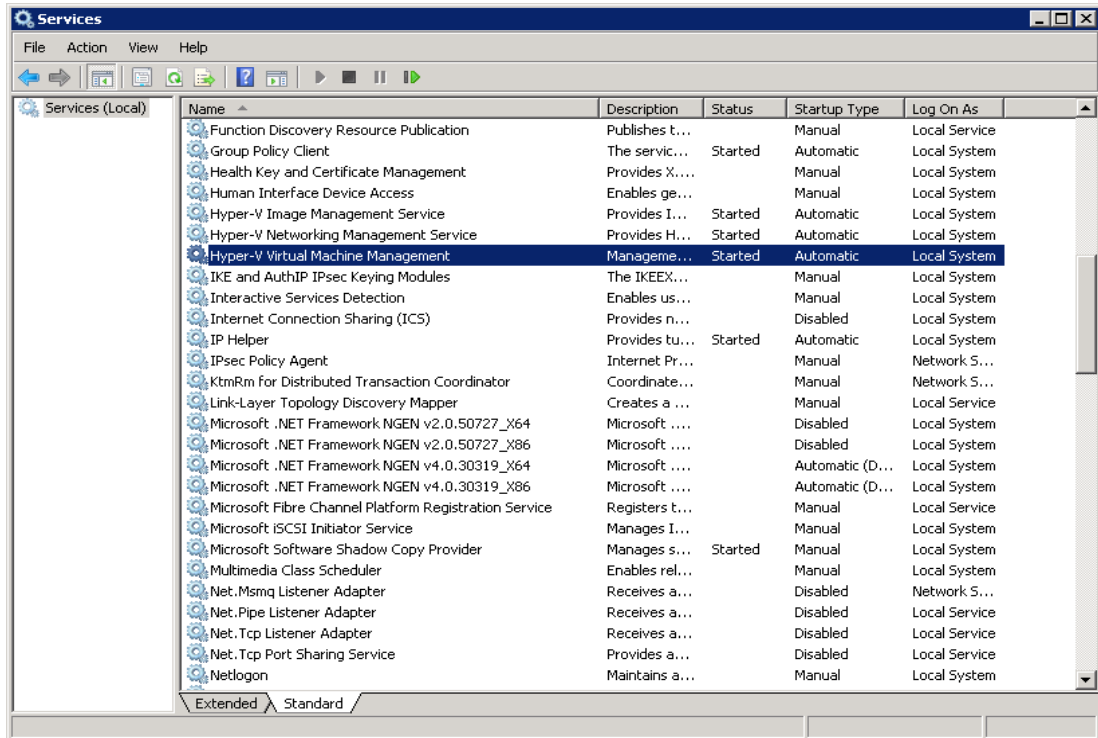 Services
File Action View Help
Services (Local)
Name Description Status Startup Type Log On As
Function Discovery Resource Publication Publishes t... Manual Local Service
Group Policy Client The servic... Started Automatic Local System
Health Key and Certificate Management Provides X.... Manual Local System
Human Interface Device Access Enables ge... Manual Local System
Hyper-V Image Management Service Provides I... Started Automatic Local System
Hyper-V Networking Management Service Provides H... Started Automatic Local System
Hyper-V Virtual Machine Management Manageme... Started Automatic Local System
IKE and AuthIP IPsec Keying Modules The IKEEX... Manual Local System
Interactive Services Detection Enables us... Manual Local System
Internet Connection Sharing (ICS) Provides n... Disabled Local System
IP Helper Provides tu... Started Automatic Local System
IPsec Policy Agent Internet Pr... Manual Network S...
KtmRm for Distributed Transaction Coordinator Coordinate... Manual Network S...
Link-Layer Topology Discovery Mapper Creates a ... Manual Local Service
Microsoft .NET Framework NGEN v2.0.50727_X64 Microsoft .... Disabled Local System
Microsoft .NET Framework NGEN v2.0.50727_X86 Microsoft .... Disabled Local System
Microsoft .NET Framework NGEN v4.0.30319_X64 Microsoft .... Automatic (D... Local System
Microsoft .NET Framework NGEN v4.0.30319_X86 Microsoft .... Automatic (D... Local System
Microsoft Fibre Channel Platform Registration Service Registers t... Manual Local Service
Microsoft iSCSI Initiator Service Manages I... Manual Local System
Microsoft Software Shadow Copy Provider Manages s... Started Manual Local System
Multimedia Class Scheduler Enables rel... Manual Local System
Net.Msmq Listener Adapter Receives a... Disabled Network S...
Net.Pipe Listener Adapter Receives a... Disabled Local Service
Net.Tcp Listener Adapter Receives a... Disabled Local Service
Net.Tcp Port Sharing Service Provides a... Disabled Local Service
Netlogon Maintains a... Manual Local System
Extended Standard